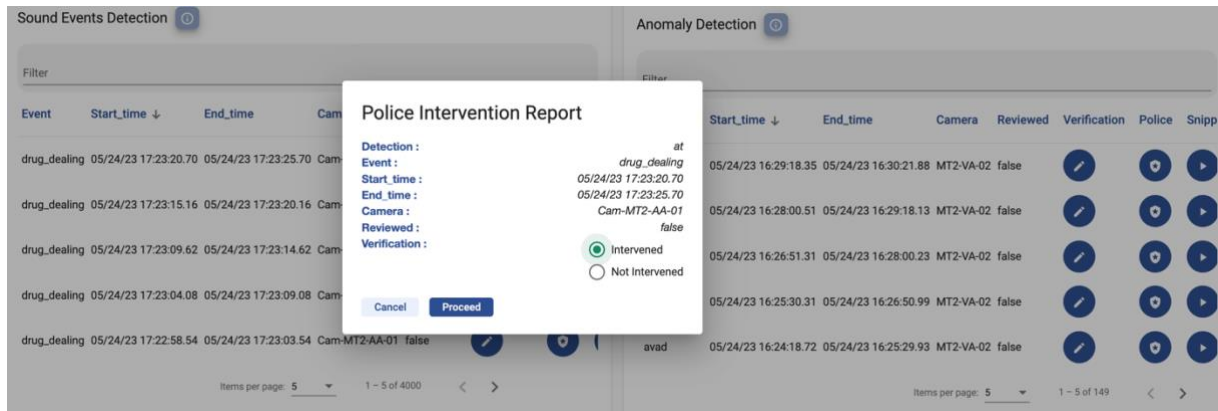 Sound Events Detection
Filter
Event Start_time ↓ End_time Cam
drug_dealing 05/24/23 17:23:20.70 05/24/23 17:23:25.70 Cam-
drug_dealing 05/24/23 17:23:15.16 05/24/23 17:23:20.16 Cam-
drug_dealing 05/24/23 17:23:09.62 05/24/23 17:23:14.62 Cam-
drug_dealing 05/24/23 17:23:04.08 05/24/23 17:23:09.08 Cam-
drug_dealing 05/24/23 17:22:58.54 05/24/23 17:23:03.54 Cam-MT2-AA-01 false
Items per page: 5 1 – 5 of 4000
Police Intervention Report
Detection : at
Event : drug_dealing
Start_time : 05/24/23 17:23:20.70
End_time : 05/24/23 17:23:25.70
Camera : Cam-MT2-AA-01
Reviewed : false
Verification : Intervened
Not Intervened
Cancel Proceed
Anomaly Detection
Filter
Start_time ↓ End_time Camera Reviewed Verification Police Snipp
05/24/23 16:29:18.35 05/24/23 16:30:21.88 MT2-VA-02 false
05/24/23 16:28:00.51 05/24/23 16:29:18.13 MT2-VA-02 false
05/24/23 16:26:51.31 05/24/23 16:28:00.23 MT2-VA-02 false
05/24/23 16:25:30.31 05/24/23 16:26:50.99 MT2-VA-02 false
avad 05/24/23 16:24:18.72 05/24/23 16:25:29.93 MT2-VA-02 false
Items per page: 5 1 – 5 of 149